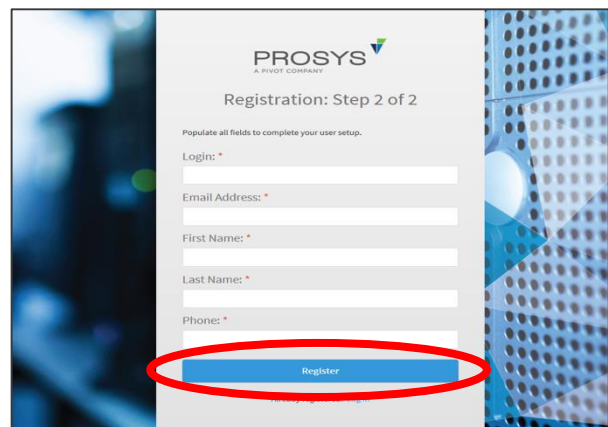 PROSYS
A PIVOT COMPANY
Registration: Step 2 of 2
Populate all fields to complete your user setup.
Login: *
Email Address: *
First Name: *
Last Name: *
Phone: *
Register